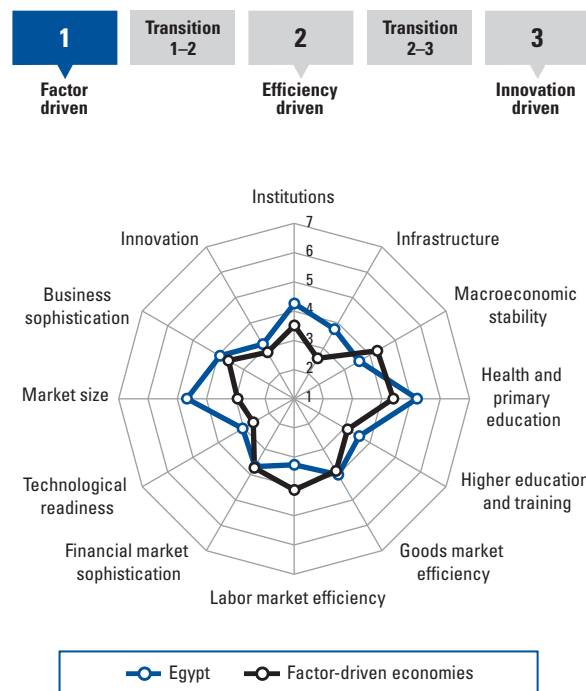 1
Transition
1–2
2
Transition
2–3
3
Factor
driven
Efficiency
driven
Innovation
driven
Institutions
7
6
5
4
3
2
1
Infrastructure
Macroeconomic
stability
Health and
primary
education
Higher education
and training
Goods market
efficiency
Labor market efficiency
Financial market
sophistication
Technological
readiness
Market size
Business
sophistication
Innovation
Egypt
Factor-driven economies